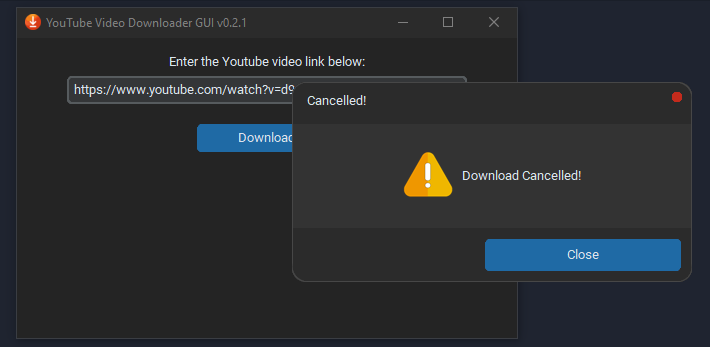 YouTube Video Downloader GUI v0.2.1
Enter the Youtube video link below:
https://www.youtube.com/watch?v=d9
Download
Cancelled!
Download Cancelled!
Close